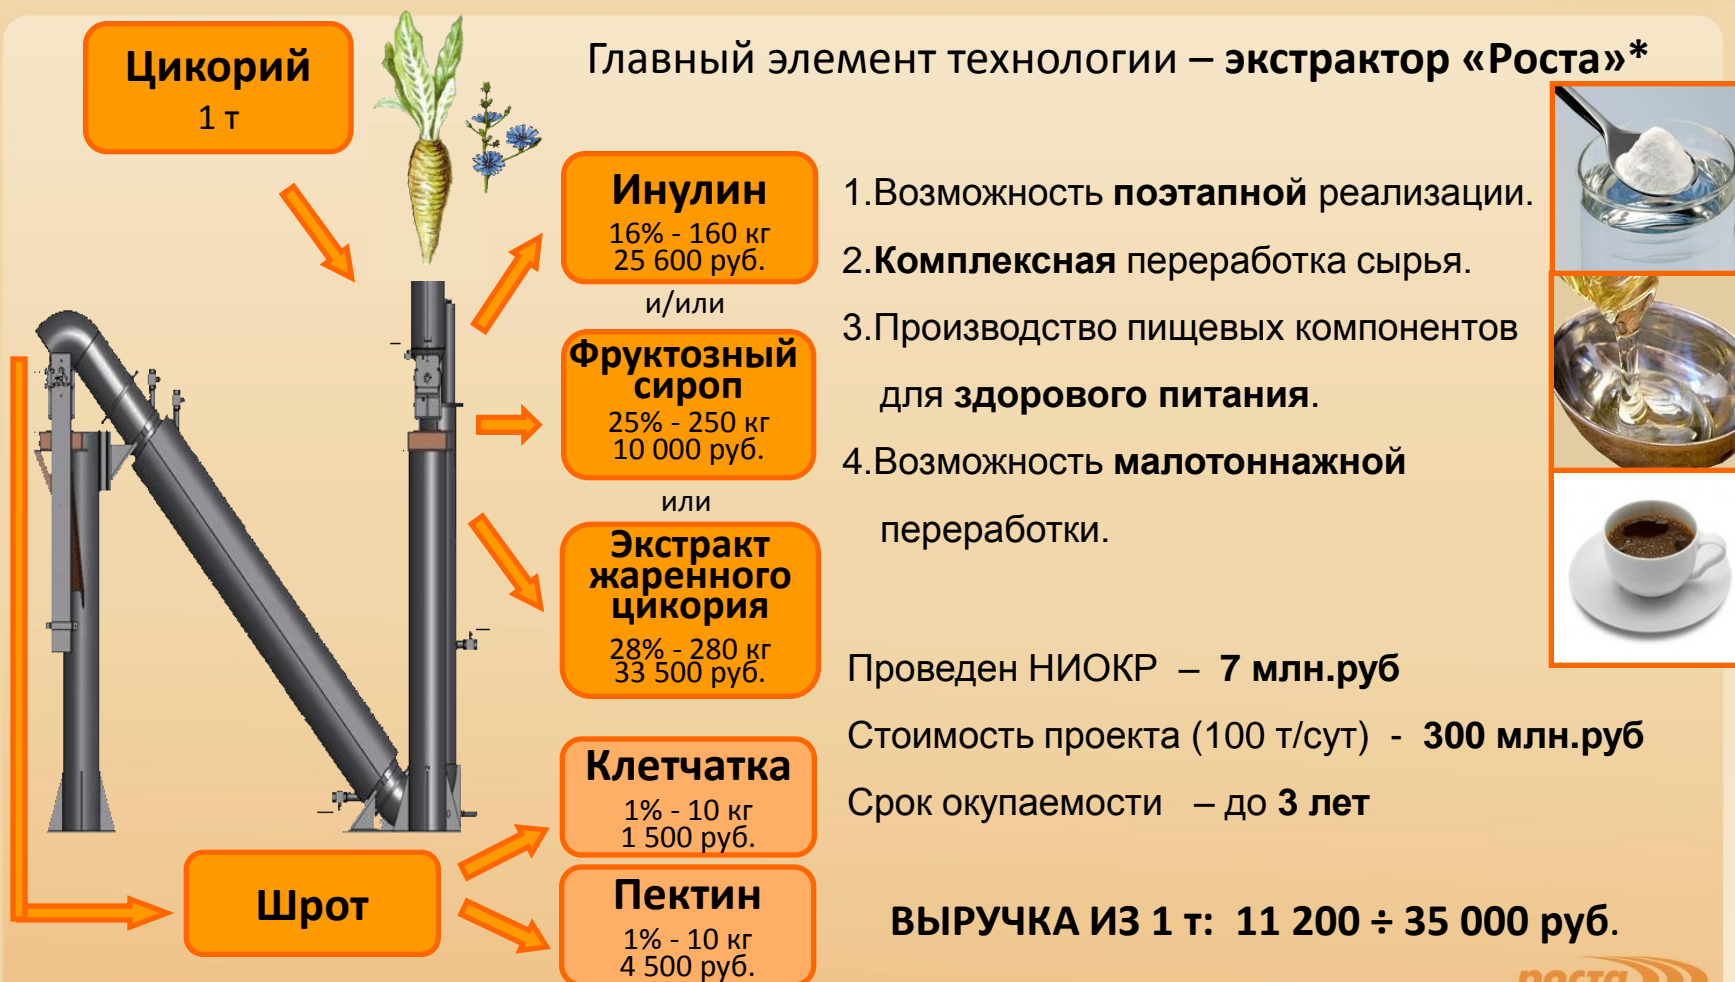 Цикорий
1 т
Главный элемент технологии – экстрактор «Роста»*
Инулин
16% - 160 кг
25 600 руб.
и/или
Фруктозный
сироп
25% - 250 кг
10 000 руб.
или
Экстракт
жаренного
цикория
28% - 280 кг
33 500 руб.
Клетчатка
1% - 10 кг
1 500 руб.
Шрот
Пектин
1% - 10 кг
4 500 руб.
1.Возможность поэтапной реализации.
2.Комплексная переработка сырья.
3.Производство пищевых компонентов
для здорового питания.
4.Возможность малотоннажной
переработки.
Проведен НИОКР – 7 млн.руб
Стоимость проекта (100 т/сут) - 300 млн.руб
Срок окупаемости – до 3 лет
ВЫРУЧКА ИЗ 1 т: 11 200 ÷ 35 000 руб.
роста